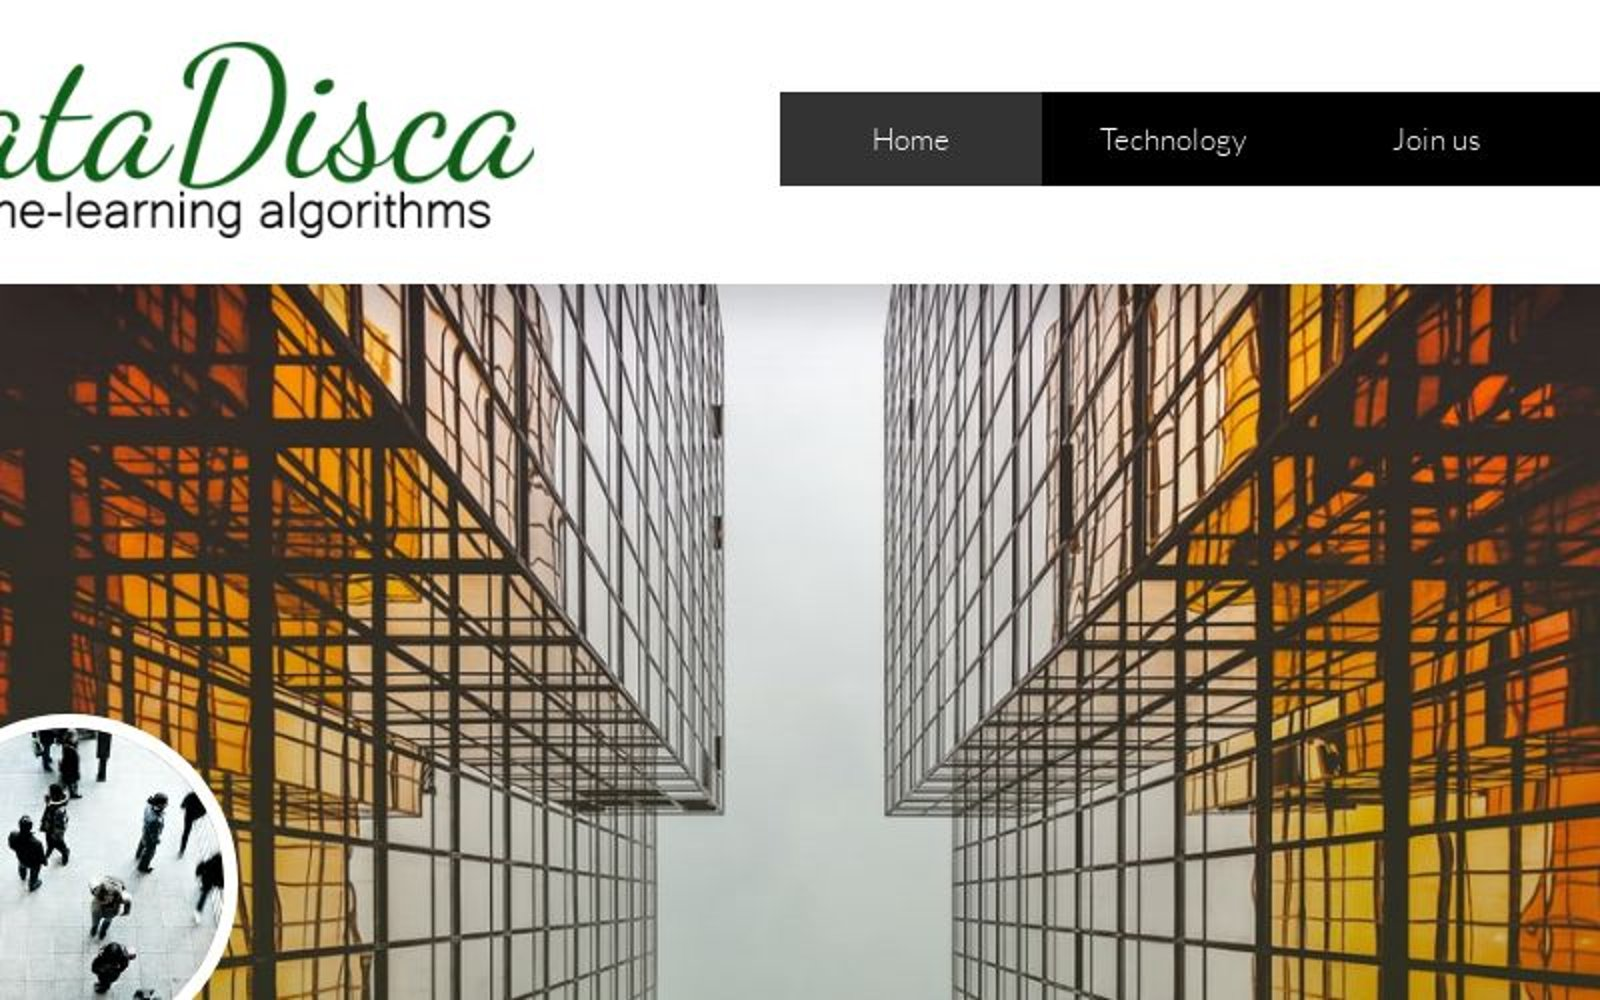 ataDisca
ne-learning algorithms
Home
Technology
Join us